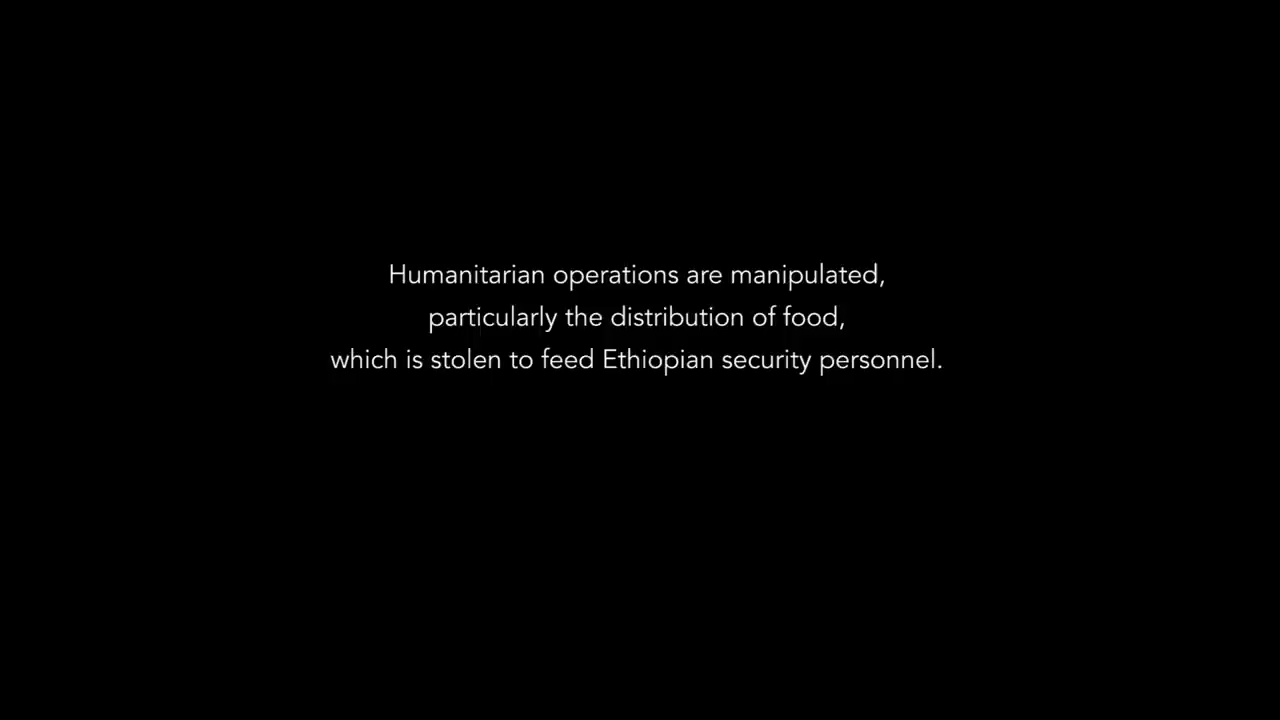 Humanitarian operations are manipulated,
particularly the distribution of food,
which is stolen to feed Ethiopian security personnel.